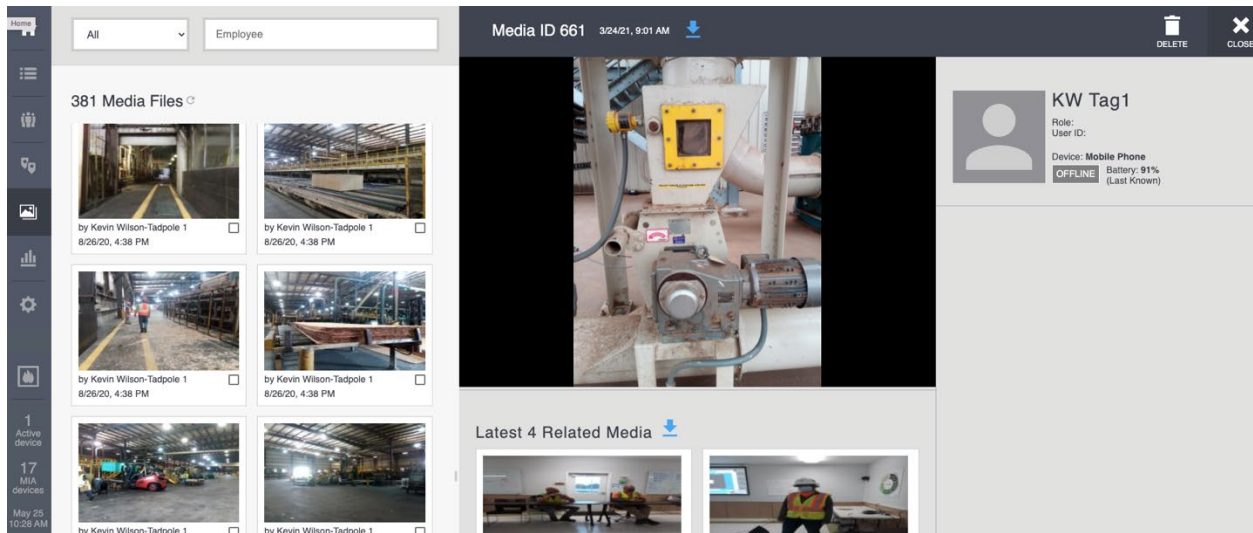 Home
All
Employee
381 Media Files
by Kevin Wilson-Tadpole 1
8/26/20, 4:38 PM
by Kevin Wilson-Tadpole 1
8/26/20, 4:38 PM
by Kevin Wilson-Tadpole 1
8/26/20, 4:38 PM
by Kevin Wilson-Tadpole 1
8/26/20, 4:38 PM
by Kevin Wilson-Tadpole 1
by Kevin Wilson-Tadpole 1
1
Active
device
17
MIA
devices
May 25
10:28 AM
Media ID 661 3/24/21, 9:01 AM
DELETE
CLOSE
Latest 4 Related Media
KW Tag1
Role:
User ID:
Device: Mobile Phone
OFFLINE
Battery: 91%
(Last Known)